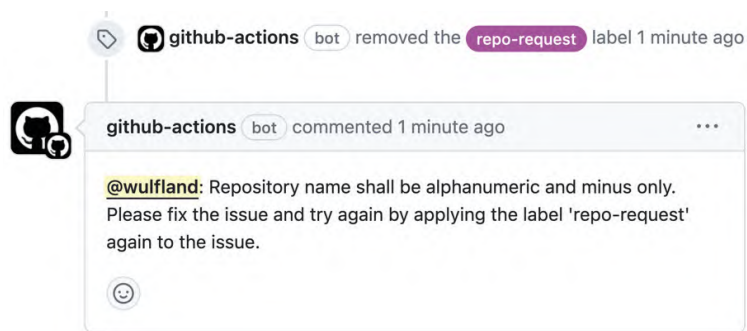 github-actions bot removed the repo-request label 1 minute ago
github-actions bot commented 1 minute ago
@wulfland: Repository name shall be alphanumeric and minus only.
Please fix the issue and try again by applying the label 'repo-request'
again to the issue.